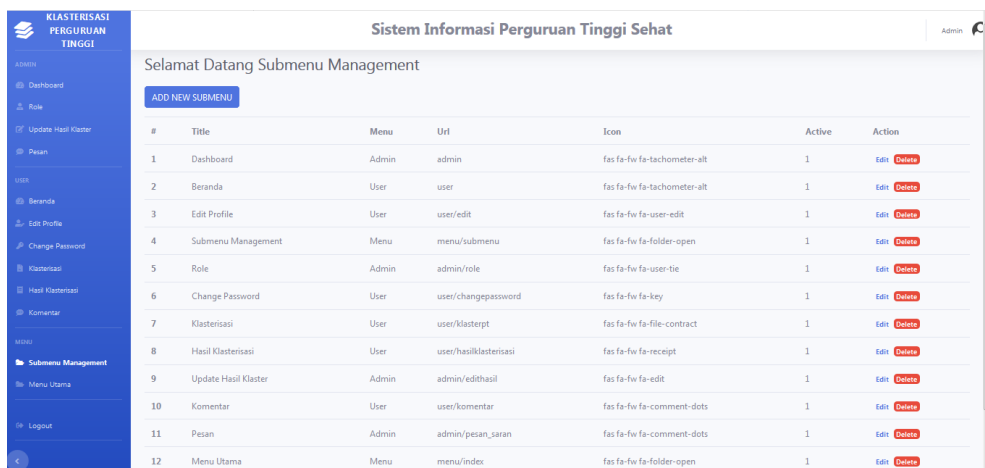 KLASTERISASI
PERGURUAN
TINGGI
ADMIN
Dashboard
Role
Update Hasil Klaster
Pesan
USER
Beranda
Edit Profile
Change Password
Klasterisasi
Hasil Klasterisasi
Komentar
MENU
Submenu Management
Menu Utama
Logout
Sistem Informasi Perguruan Tinggi Sehat
Admin
Selamat Datang Submenu Management
ADD NEW SUBMENU
# Title Menu Url Icon Active Action
1 Dashboard Admin admin fas fa-fw fa-tachometer-alt 1 Edit Delete
2 Beranda User user fas fa-fw fa-tachometer-alt 1 Edit Delete
3 Edit Profile User user/edit fas fa-fw fa-user-edit 1 Edit Delete
4 Submenu Management Menu menu/submenu fas fa-fw fa-folder-open 1 Edit Delete
5 Role Admin admin/role fas fa-fw fa-user-tie 1 Edit Delete
6 Change Password User user/changepassword fas fa-fw fa-key 1 Edit Delete
7 Klasterisasi User user/klasterpt fas fa-fw fa-file-contract 1 Edit Delete
8 Hasil Klasterisasi User user/hasilklasterisasi fas fa-fw fa-receipt 1 Edit Delete
9 Update Hasil Klaster Admin admin/edithasil fas fa-fw fa-edit 1 Edit Delete
10 Komentar User user/komentar fas fa-fw fa-comment-dots 1 Edit Delete
11 Pesan Admin admin/pesan_saran fas fa-fw fa-comment-dots 1 Edit Delete
12 Menu Utama Menu menu/index fas fa-fw fa-folder-open 1 Edit Delete